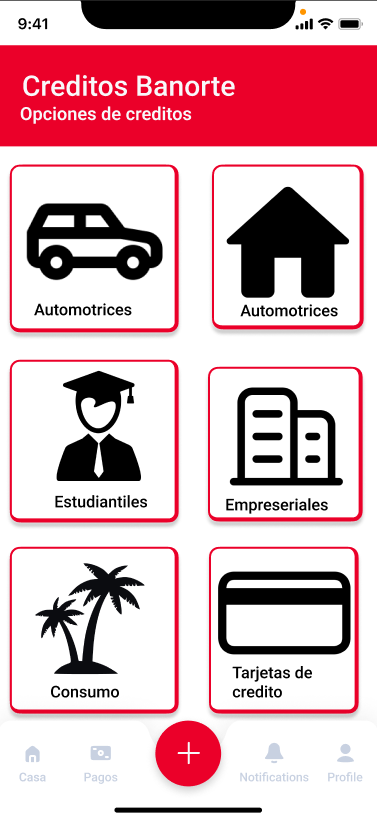 9:41
Creditos Banorte
Opciones de creditos
Automotrices
Automotrices
Estudiantiles
Empreseriales
Consumo
Tarjetas de
credito
Casa
Pagos
Notifications
Profile